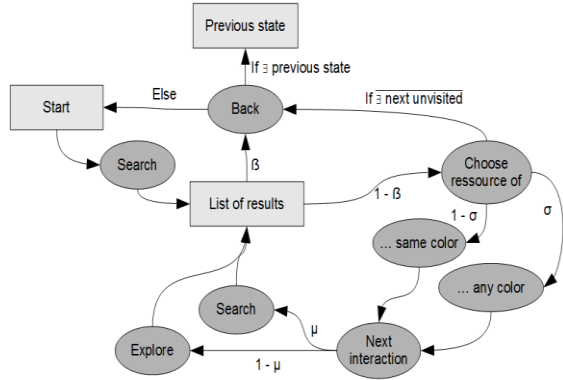 Previous state
If ∃ previous state
Else
If ∃ next unvisited
Start
Back
Search
ß
Choose
ressource of
List of results
1 - ß
1 - σ
σ
... same color
... any color
Search
μ
Next
interaction
Explore
1 - μ